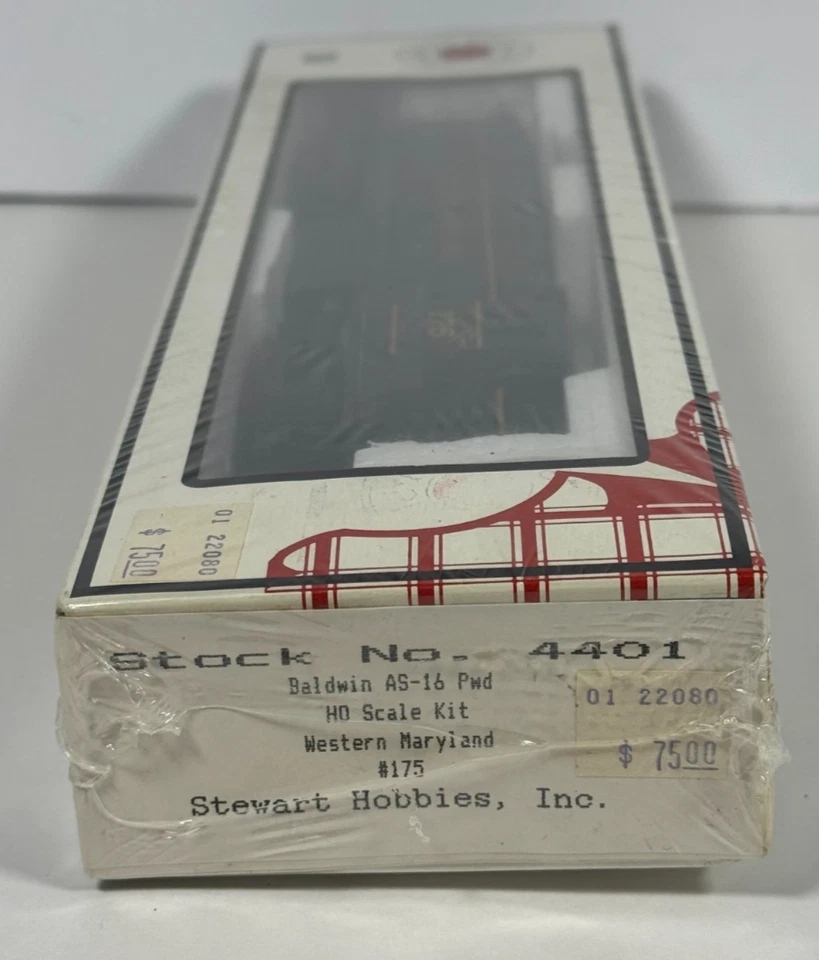 01 22080
$ 7500
Stock No. 4401
Baldwin AS-16 Pwd
HO Scale Kit
Western Maryland
#175
Stewart Hobbies, Inc.
01 22080
$ 7500